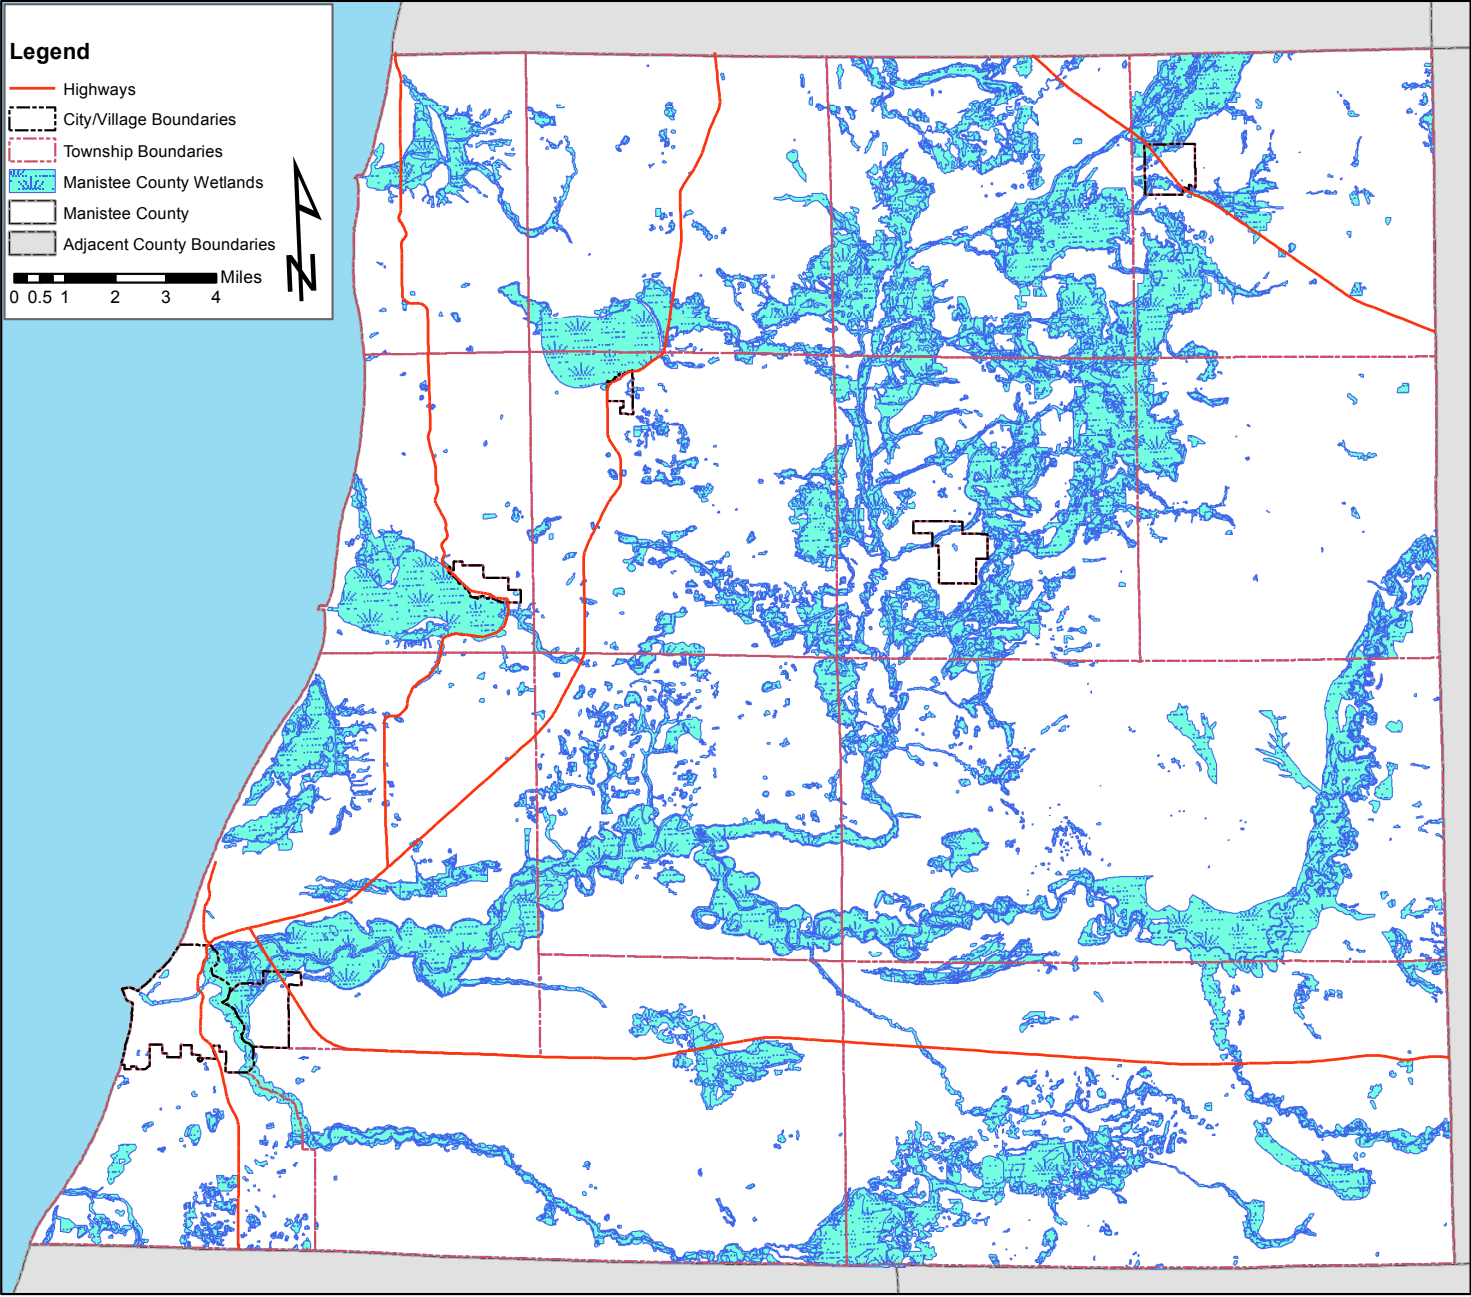 Legend
Highways
City/Village Boundaries
Township Boundaries
Manistee County Wetlands
Manistee County
Adjacent County Boundaries
Miles
0 0.5 1 2 3 4
N